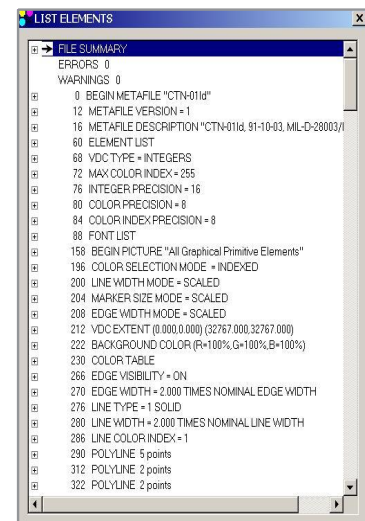 LIST ELEMENTS
FILE SUMMARY
ERRORS 0
WARNINGS 0
0 BEGIN METAFILE "CTN-01Id"
12 METAFILE VERSION = 1
16 METAFILE DESCRIPTION "CTN-01Id, 91-10-03, MIL-D-28003/
60 ELEMENT LIST
68 VDC TYPE = INTEGERS
72 MAX COLOR INDEX = 255
76 INTEGER PRECISION = 16
80 COLOR PRECISION = 8
84 COLOR INDEX PRECISION = 8
88 FONT LIST
158 BEGIN PICTURE "All Graphical Primitive Elements"
196 COLOR SELECTION MODE = INDEXED
200 LINE WIDTH MODE = SCALED
204 MARKER SIZE MODE = SCALED
208 EDGE WIDTH MODE = SCALED
212 VDC EXTENT (0.000,0.000) (32767.000,32767.000)
222 BACKGROUND COLOR (R=100%,G=100%,B=100%)
230 COLOR TABLE
266 EDGE VISIBILITY = ON
270 EDGE WIDTH = 2.000 TIMES NOMINAL EDGE WIDTH
276 LINE TYPE = 1 SOLID
280 LINE WIDTH = 2.000 TIMES NOMINAL LINE WIDTH
286 LINE COLOR INDEX = 1
290 POLYLINE 5 points
312 POLYLINE 2 points
322 POLYLINE 2 points